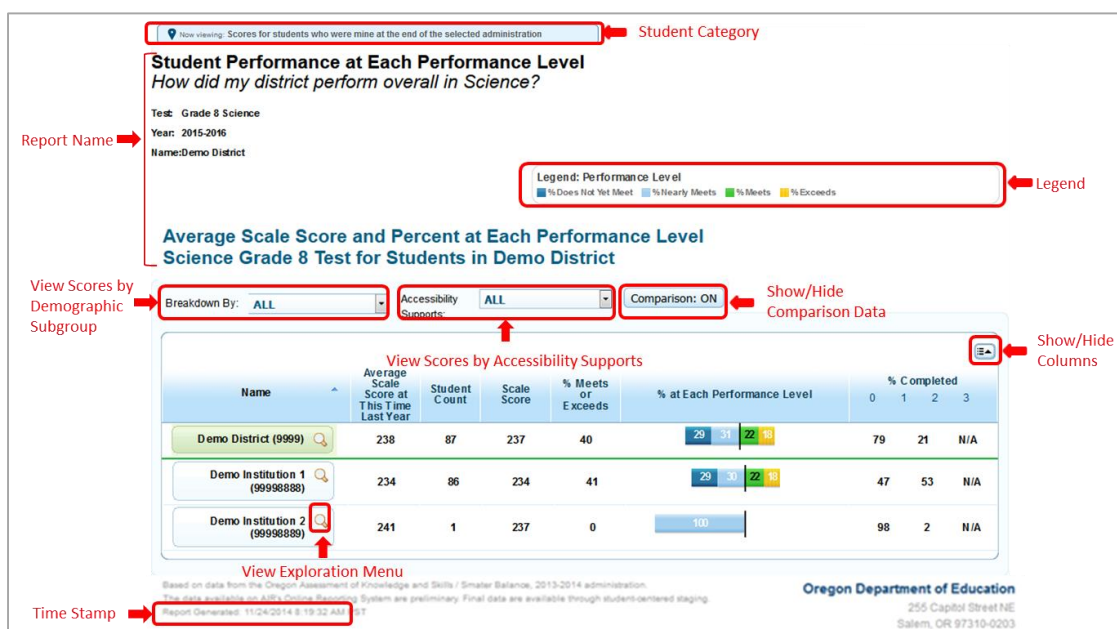 Now viewing: Scores for students who were mine at the end of the selected administration
Student Category
Student Performance at Each Performance Level
How did my district perform overall in Science?
Test: Grade 8 Science
Year: 2015-2016
Name:Demo District
Report Name
Legend: Performance Level
%Does Not Yet Meet %Nearly Meets %Meets %Exceeds
Legend
Average Scale Score and Percent at Each Performance Level
Science Grade 8 Test for Students in Demo District
View Scores by
Demographic
Subgroup
Breakdown By: ALL
Accessibility
Supports:
ALL
Comparison: ON
Show/Hide
Comparison Data
View Scores by Accessibility Supports
Show/Hide
Columns
Name
Average
Scale
Score at
This Time
Last Year
Student
Count
Scale
Score
% Meets
or
Exceeds
% at Each Performance Level
% Completed
0 1 2 3
Demo District (9999) 238 87 237 40 29 31 22 18 79 21 N/A
Demo Institution 1
(99998888)
234 86 234 41 29 30 22 18 47 53 N/A
Demo Institution 2
(99998889)
241 1 237 0 100 98 2 N/A
View Exploration Menu
Based on data from the Oregon Assessment of Knowledge and Skills / Smater Balance, 2013-2014 administration.
The data available on AIR's Online Reporting System are preliminary. Final data are available through student-centered staging.
Report Generated: 11/24/2014 8:19:32 AM PST
Time Stamp
Oregon Department of Education
255 Capitol Street NE
Salem, OR 97310-0203